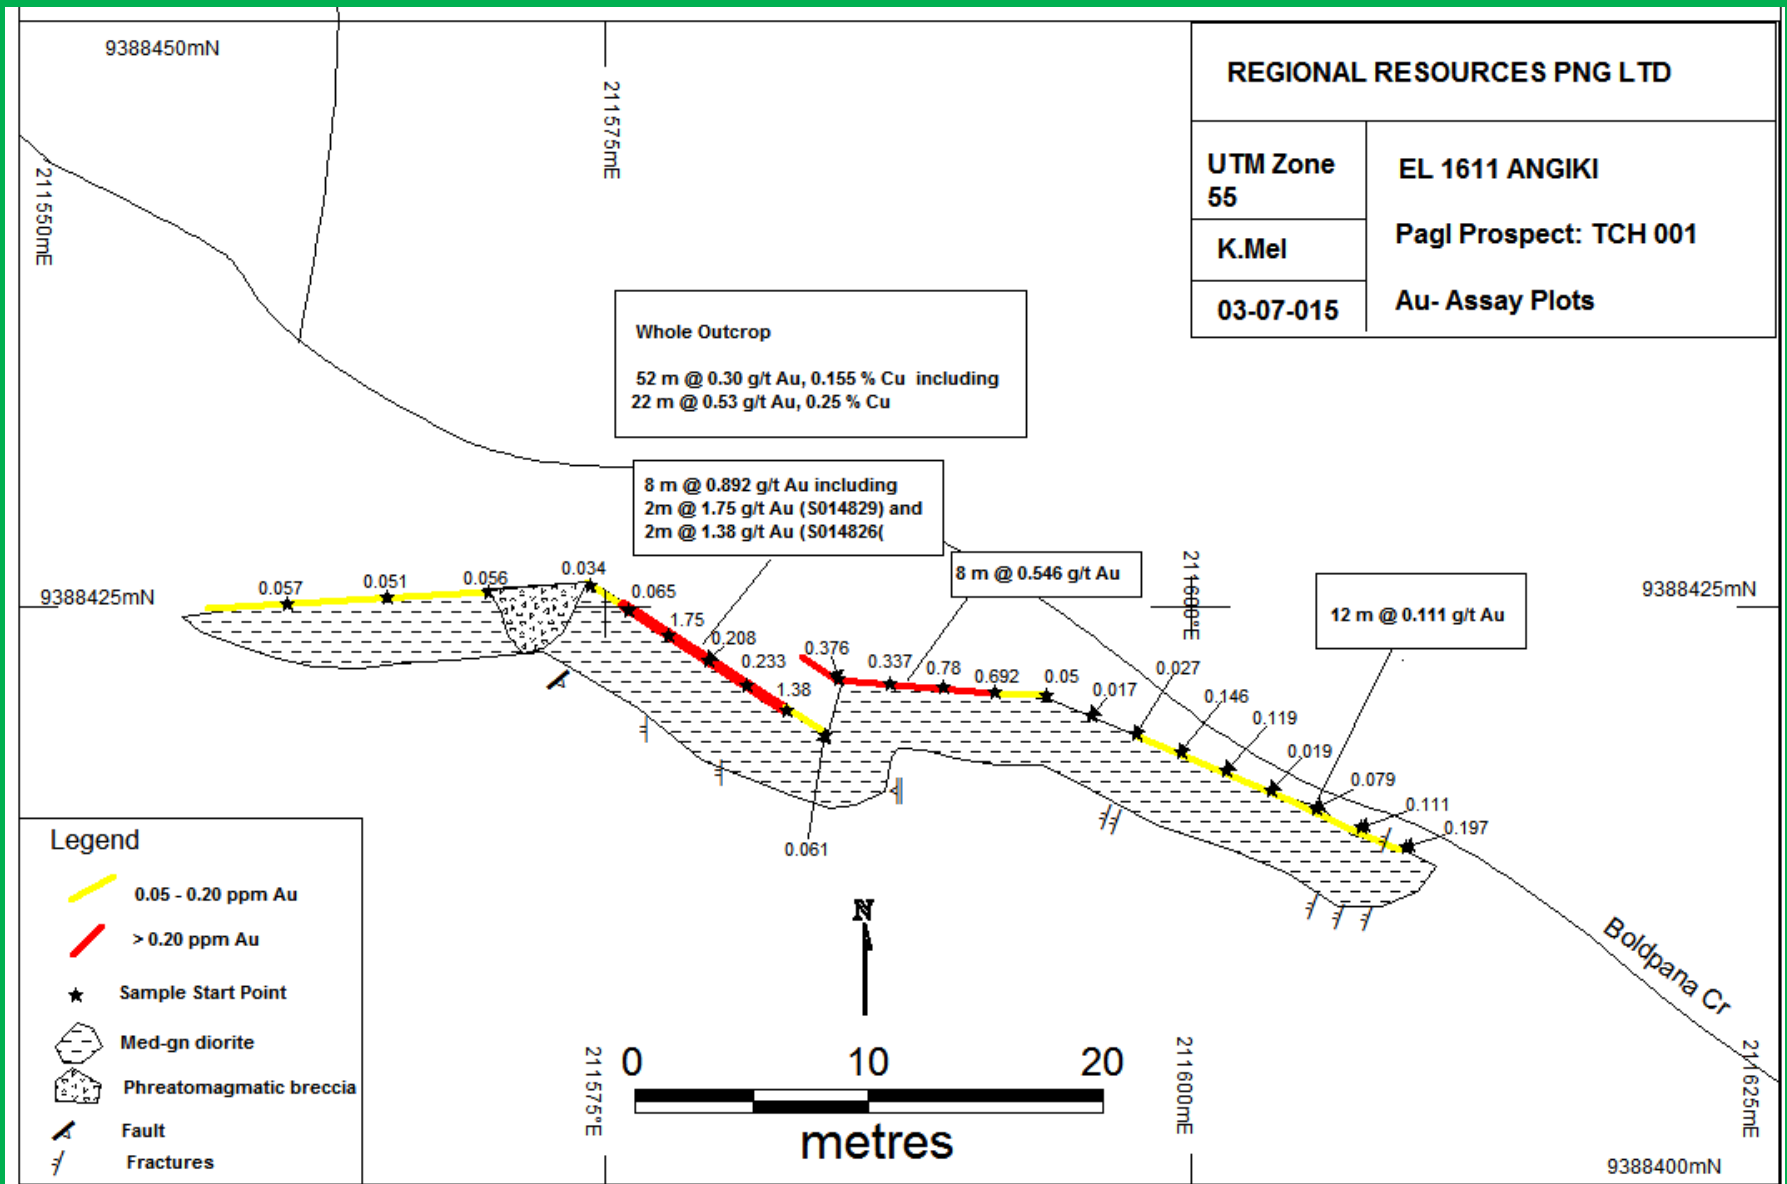 9388450mN
211575mE
211550mE
REGIONAL RESOURCES PNG LTD
UTM Zone
55
EL 1611 ANGIKI
K.Mel
Pagl Prospect: TCH 001
03-07-015
Au- Assay Plots
Whole Outcrop
52 m @ 0.30 g/t Au, 0.155 % Cu including
22 m @ 0.53 g/t Au, 0.25 % Cu
8 m @ 0.892 g/t Au including
2m @ 1.75 g/t Au (S014829) and
2m @ 1.38 g/t Au (S014826(
8 m @ 0.546 g/t Au
12 m @ 0.111 g/t Au
9388425mN
0.057
0.051
0.056
0.034
0.065
1.75
0.208
0.233
1.38
0.061
0.376
0.337
0.78
0.692
0.05
0.017
0.027
0.146
0.119
0.019
0.079
0.111
0.197
211600°E
9388425mN
Boldpana Cr
Legend
0.05 - 0.20 ppm Au
> 0.20 ppm Au
Sample Start Point
Med-gn diorite
Phreatomagmatic breccia
Fault
Fractures
N
211575°E
0 10 20
metres
211600mE
211625mE
9388400mN